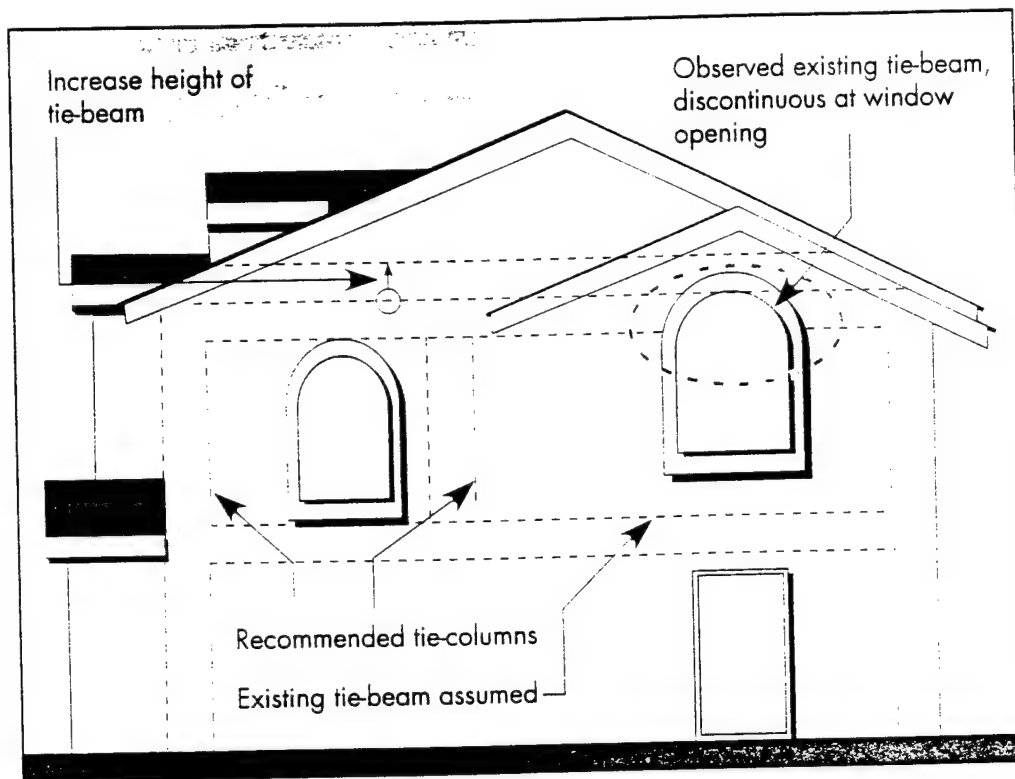 Increase height of
tie-beam
Observed existing tie-beam,
discontinuous at window
opening
Recommended tie-columns
Existing tie-beam assumed